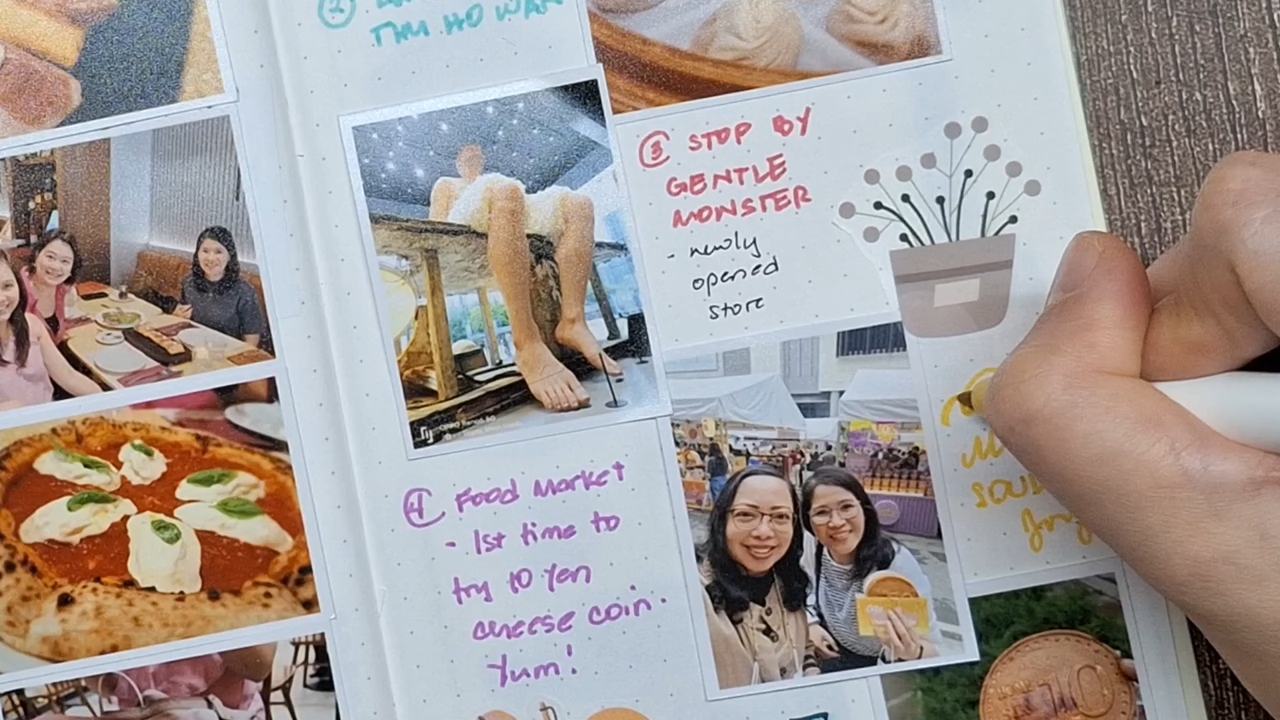 ②
TIM HO WAN
③ STOP BY
GENTLE
MONSTER
- newly
opened
store
④ Food Market
- 1st time to
try 10 Yen
cheese coin.
Yum!
10